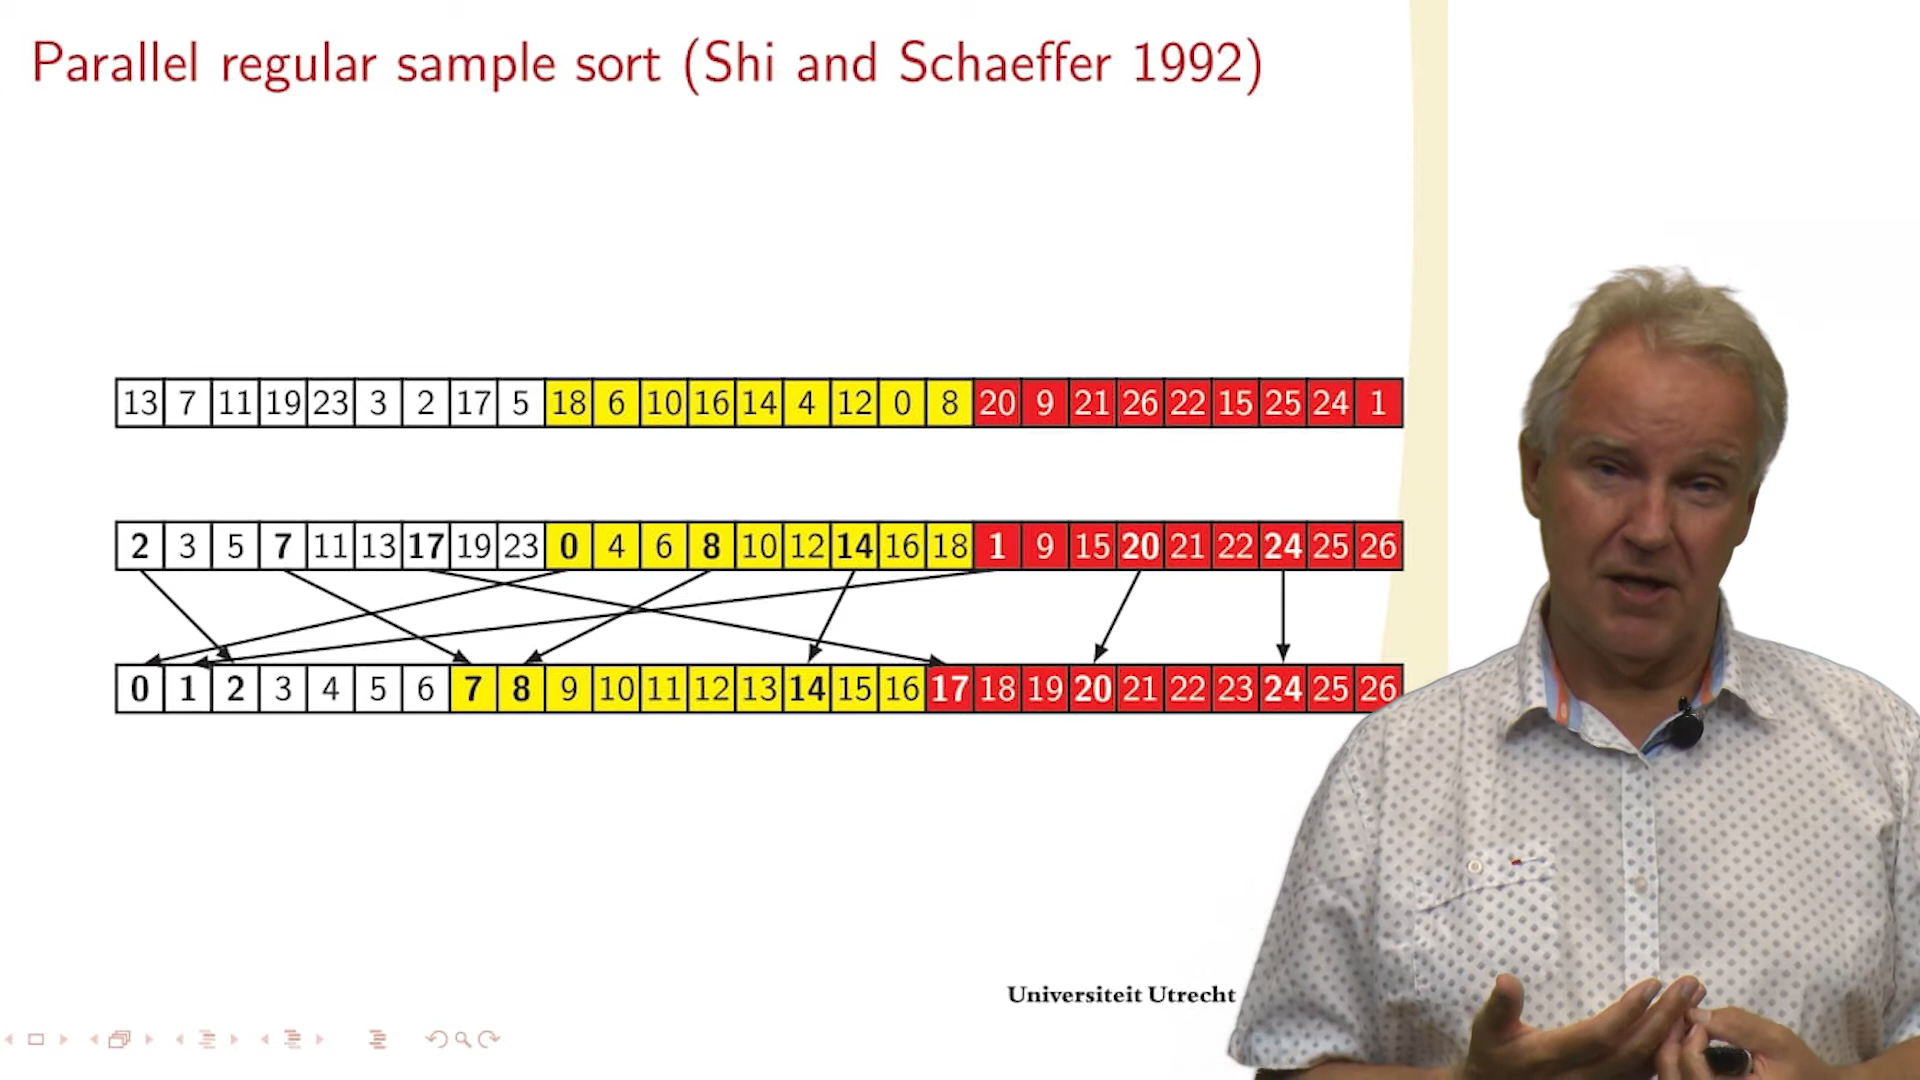 Parallel regular sample sort (Shi and Schaeffer 1992)
13 7 11 19 23 3 2 17 5 18 6 10 16 14 4 12 0 8 20 9 21 26 22 15 25 24 1
2 3 5 7 11 13 17 19 23 0 4 6 8 10 12 14 16 18 1 9 15 20 21 22 24 25 26
0 1 2 3 4 5 6 7 8 9 10 11 12 13 14 15 16 17 18 19 20 21 22 23 24 25 26
Universiteit Utrecht